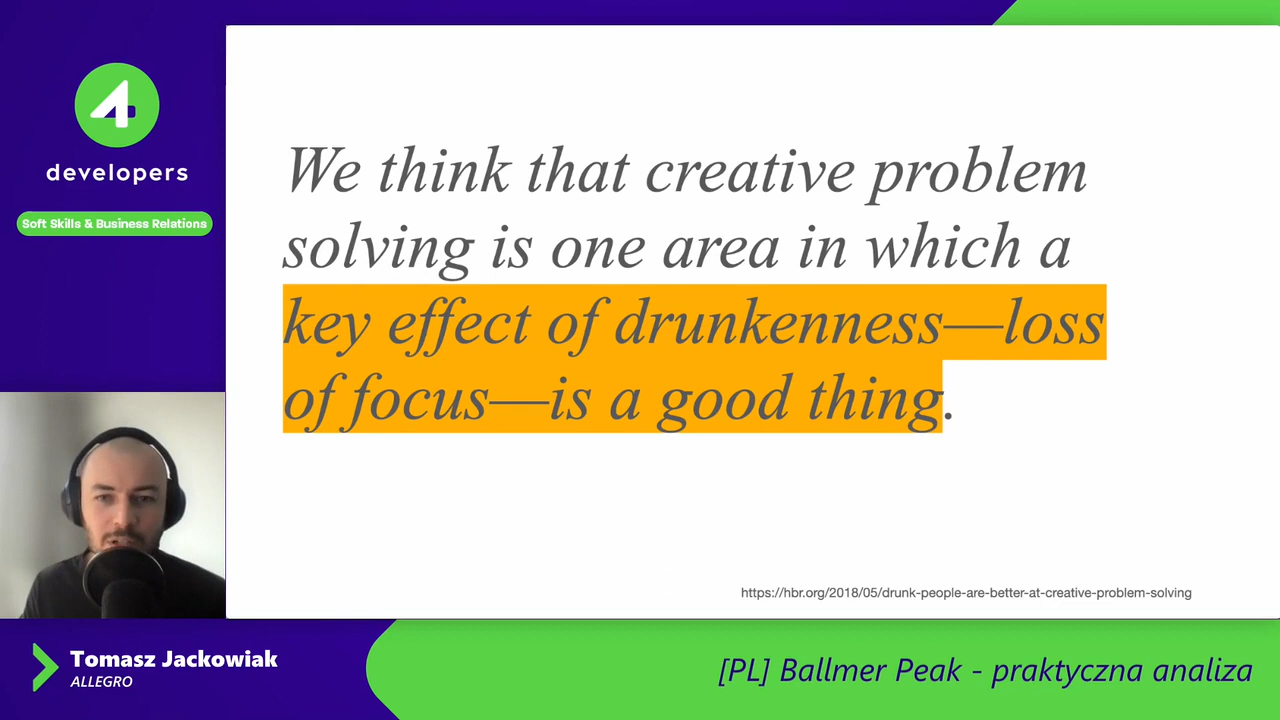 4
developers
Soft Skills & Business Relations
We think that creative problem
solving is one area in which a
key effect of drunkenness—loss
of focus—is a good thing.
https://hbr.org/2018/05/drunk-people-are-better-at-creative-problem-solving
Tomasz Jackowiak
ALLEGRO
[PL] Ballmer Peak - praktyczna analiza